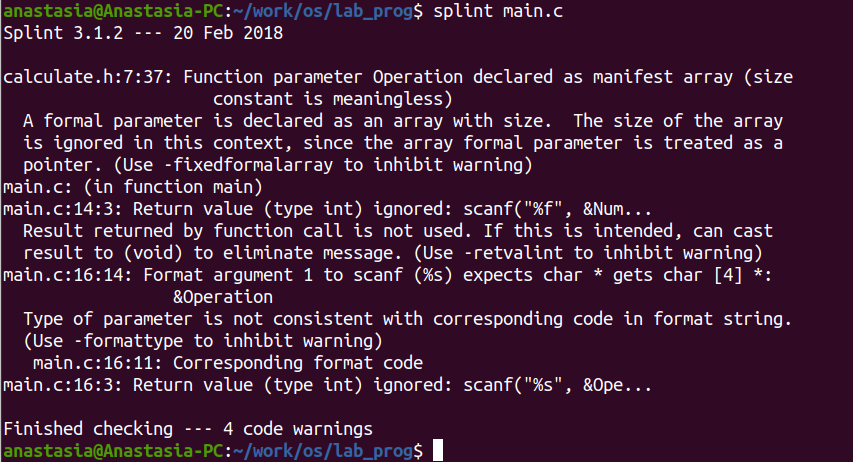 anastasia@Anastasia-PC:~/work/os/lab_prog$ splint main.c
Splint 3.1.2 --- 20 Feb 2018

calculate.h:7:37: Function parameter Operation declared as manifest array (size
                     constant is meaningless)
  A formal parameter is declared as an array with size.  The size of the array
  is ignored in this context, since the array formal parameter is treated as a
  pointer. (Use -fixedformalarray to inhibit warning)
main.c: (in function main)
main.c:14:3: Return value (type int) ignored: scanf("%f", &Num...
  Result returned by function call is not used. If this is intended, can cast
  result to (void) to eliminate message. (Use -retvalint to inhibit warning)
main.c:16:14: Format argument 1 to scanf (%s) expects char * gets char [4] *:
                 &Operation
  Type of parameter is not consistent with corresponding code in format string.
  (Use -formattype to inhibit warning)
   main.c:16:11: Corresponding format code
main.c:16:3: Return value (type int) ignored: scanf("%s", &Ope...

Finished checking --- 4 code warnings
anastasia@Anastasia-PC:~/work/os/lab_prog$